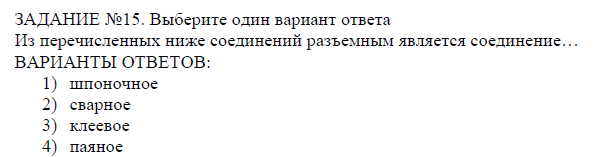 ЗАДАНИЕ №15. Выберите один вариант ответа
Из перечисленных ниже соединений разъемным является соединение…
ВАРИАНТЫ ОТВЕТОВ:
1) шпоночное
2) сварное
3) клеевое
4) паяное